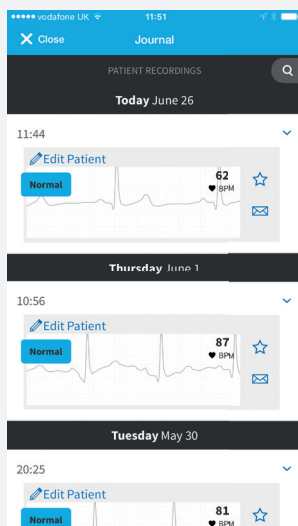 vodafone UK 11:51
Close Journal
PATIENT RECORDINGS
Today June 26
11:44
Edit Patient
Normal
62
BPM
Thursday June 1
10:56
Edit Patient
Normal
87
BPM
Tuesday May 30
20:25
Edit Patient
Normal
81
BPM